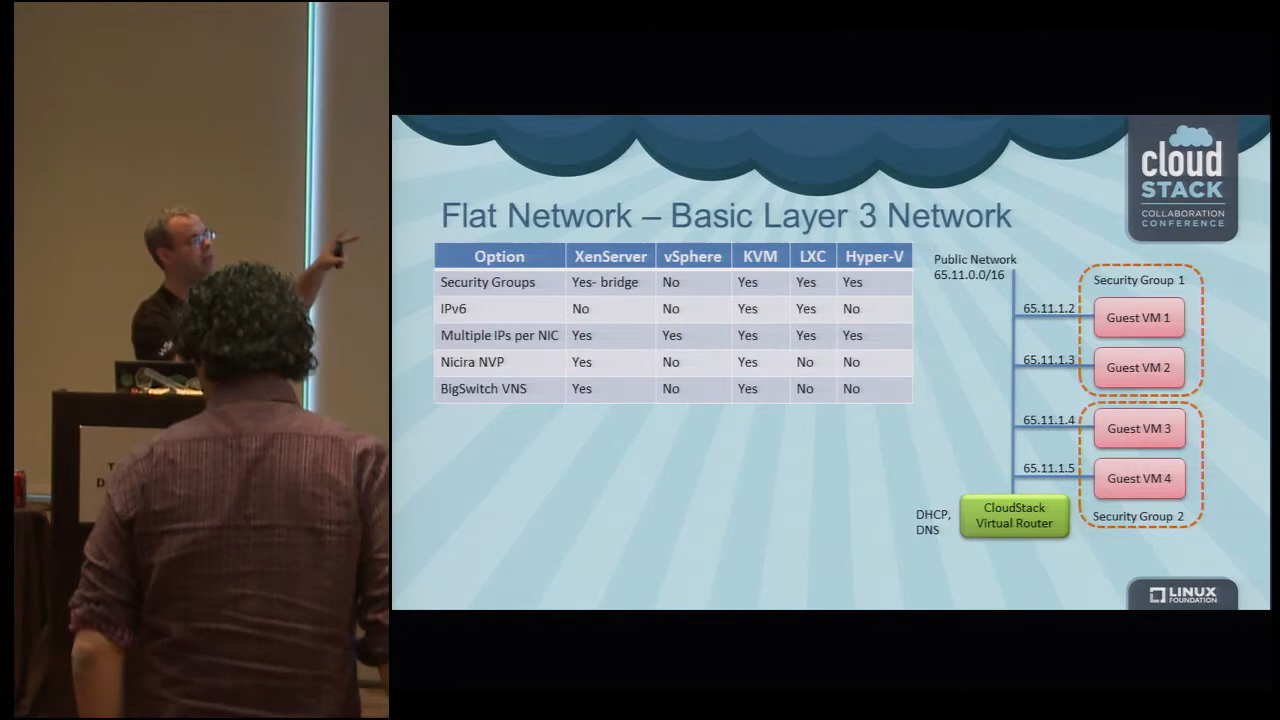 cloud
STACK
COLLABORATION
CONFERENCE
Flat Network – Basic Layer 3 Network
Option XenServer vSphere KVM LXC Hyper-V
Security Groups Yes- bridge No Yes Yes Yes
IPv6 No No Yes Yes No
Multiple IPs per NIC Yes Yes Yes Yes Yes
Nicira NVP Yes No Yes No No
BigSwitch VNS Yes No Yes No No
Public Network
65.11.0.0/16
Security Group 1
65.11.1.2
Guest VM 1
65.11.1.3
Guest VM 2
65.11.1.4
Guest VM 3
65.11.1.5
Guest VM 4
Security Group 2
DHCP,
DNS
CloudStack
Virtual Router
LINUX
FOUNDATION